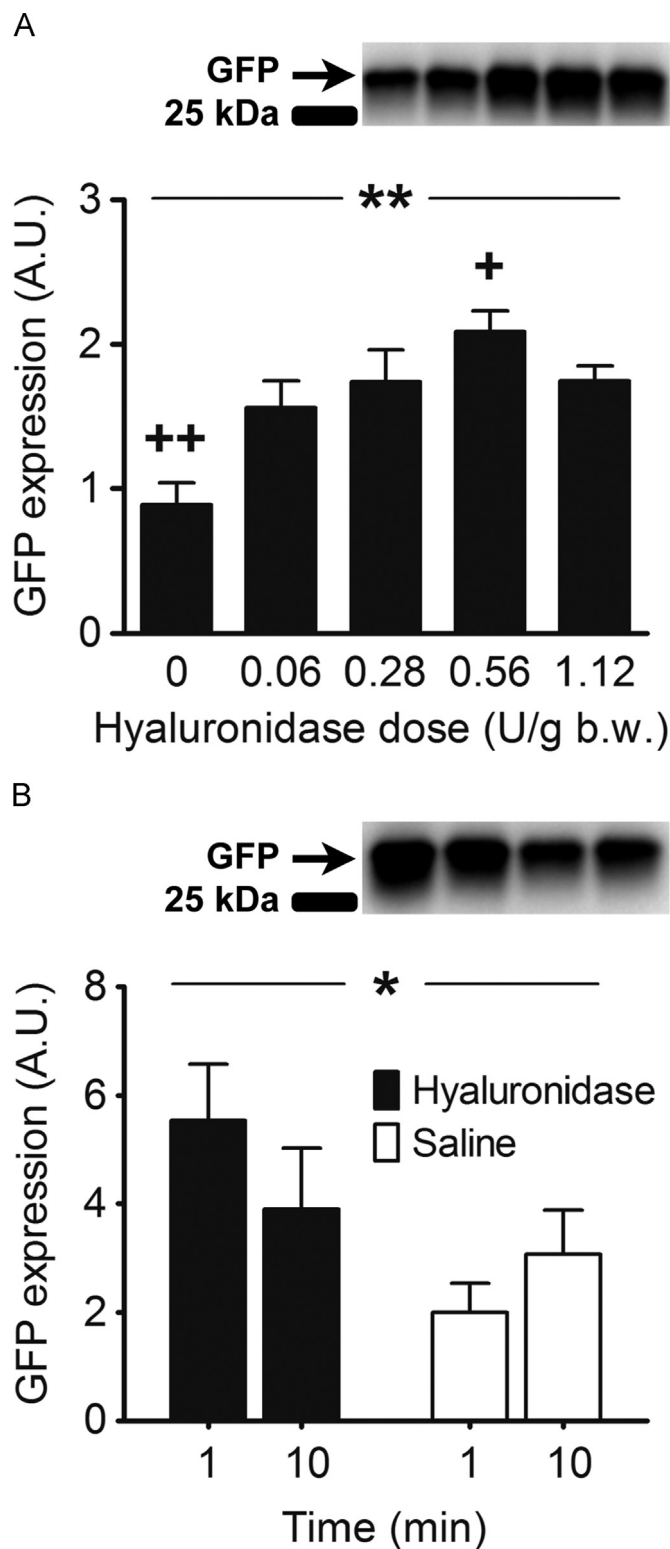 A
GFP
25 kDa
3
**
+
2
++
1
0
GFP expression (A.U.)
0 0.06 0.28 0.56 1.12
Hyaluronidase dose (U/g b.w.)
B
GFP
25 kDa
8
*
Hyaluronidase
6
Saline
4
2
0
GFP expression (A.U.)
1 10 1 10
Time (min)